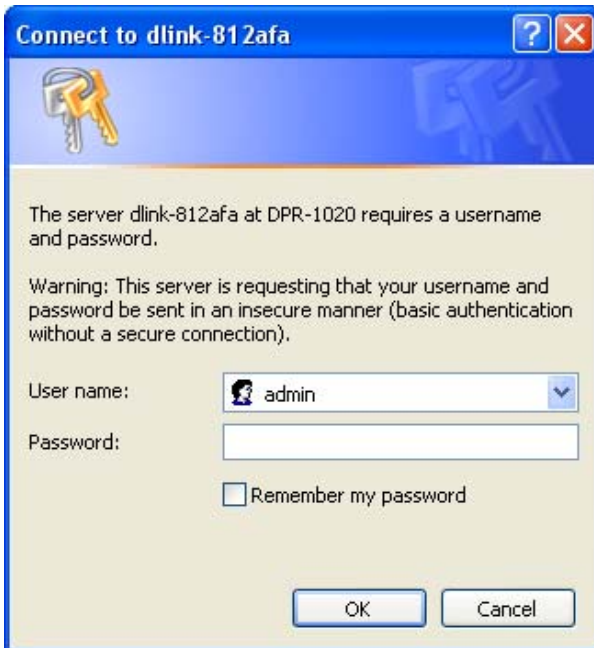 Connect to dlink-812afa
The server dlink-812afa at DPR-1020 requires a username
and password.
Warning: This server is requesting that your username and
password be sent in an insecure manner (basic authentication
without a secure connection).
User name:
admin
Password:
Remember my password
OK
Cancel